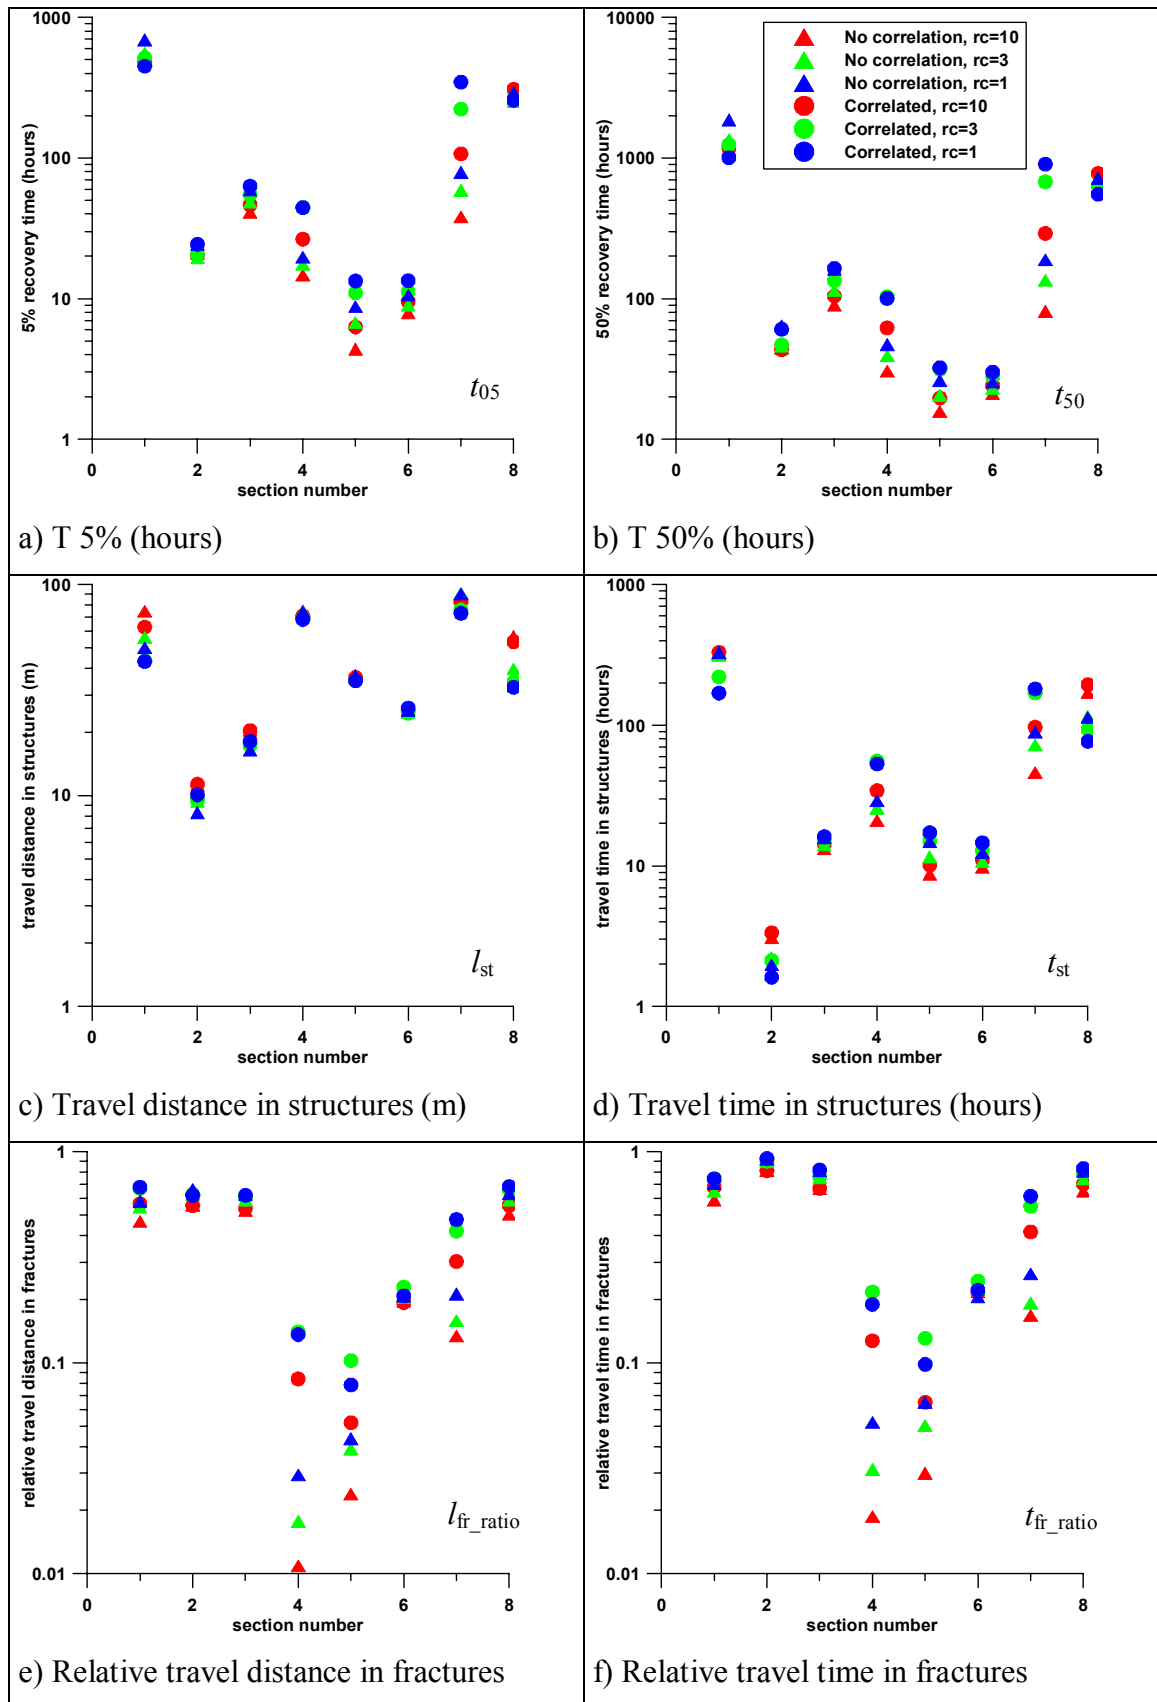 1000
100
10
1
0
2
4
6
8
5% recovery time (hours)
section number
t05
a) T 5% (hours)
10000
1000
100
10
0
2
4
6
8
50% recovery time (hours)
section number
No correlation, rc=10
No correlation, rc=3
No correlation, rc=1
Correlated, rc=10
Correlated, rc=3
Correlated, rc=1
t50
b) T 50% (hours)
100
10
1
0
2
4
6
8
travel distance in structures (m)
section number
lst
c) Travel distance in structures (m)
1000
100
10
1
0
2
4
6
8
travel time in structures (hours)
section number
tst
d) Travel time in structures (hours)
1
0.1
0.01
0
2
4
6
8
relative travel distance in fractures
section number
lfr_ratio
e) Relative travel distance in fractures
1
0.1
0.01
0
2
4
6
8
relative travel time in fractures
section number
tfr_ratio
f) Relative travel time in fractures